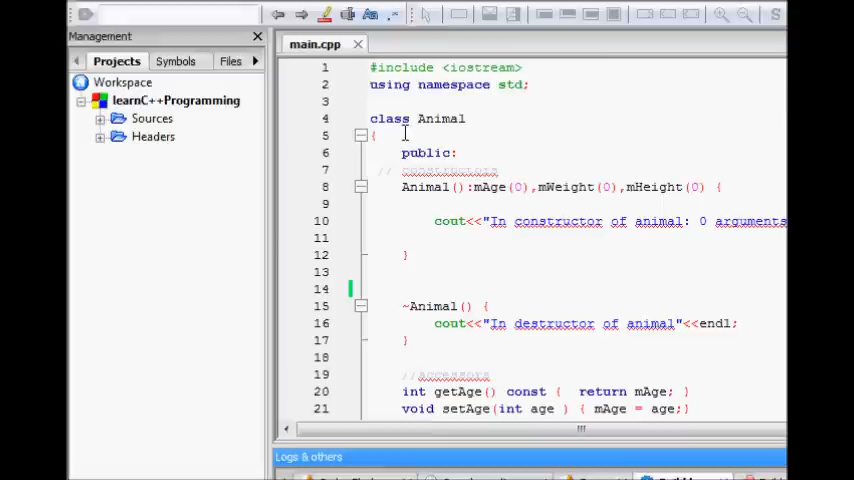 Management
Projects Symbols Files
Workspace
learnC++Programming
Sources
Headers
main.cpp
1 #include <iostream>
2 using namespace std;
3
4 class Animal
5 {
6 public:
7 // constructors
8 Animal():mAge(0),mWeight(0),mHeight(0) {
9
10 cout<<"In constructor of animal: 0 arguments
11
12 }
13
14
15 ~Animal() {
16 cout<<"In destructor of animal"<<endl;
17 }
18
19 //accessors
20 int getAge() const { return mAge; }
21 void setAge(int age ) { mAge = age;}
Logs & others